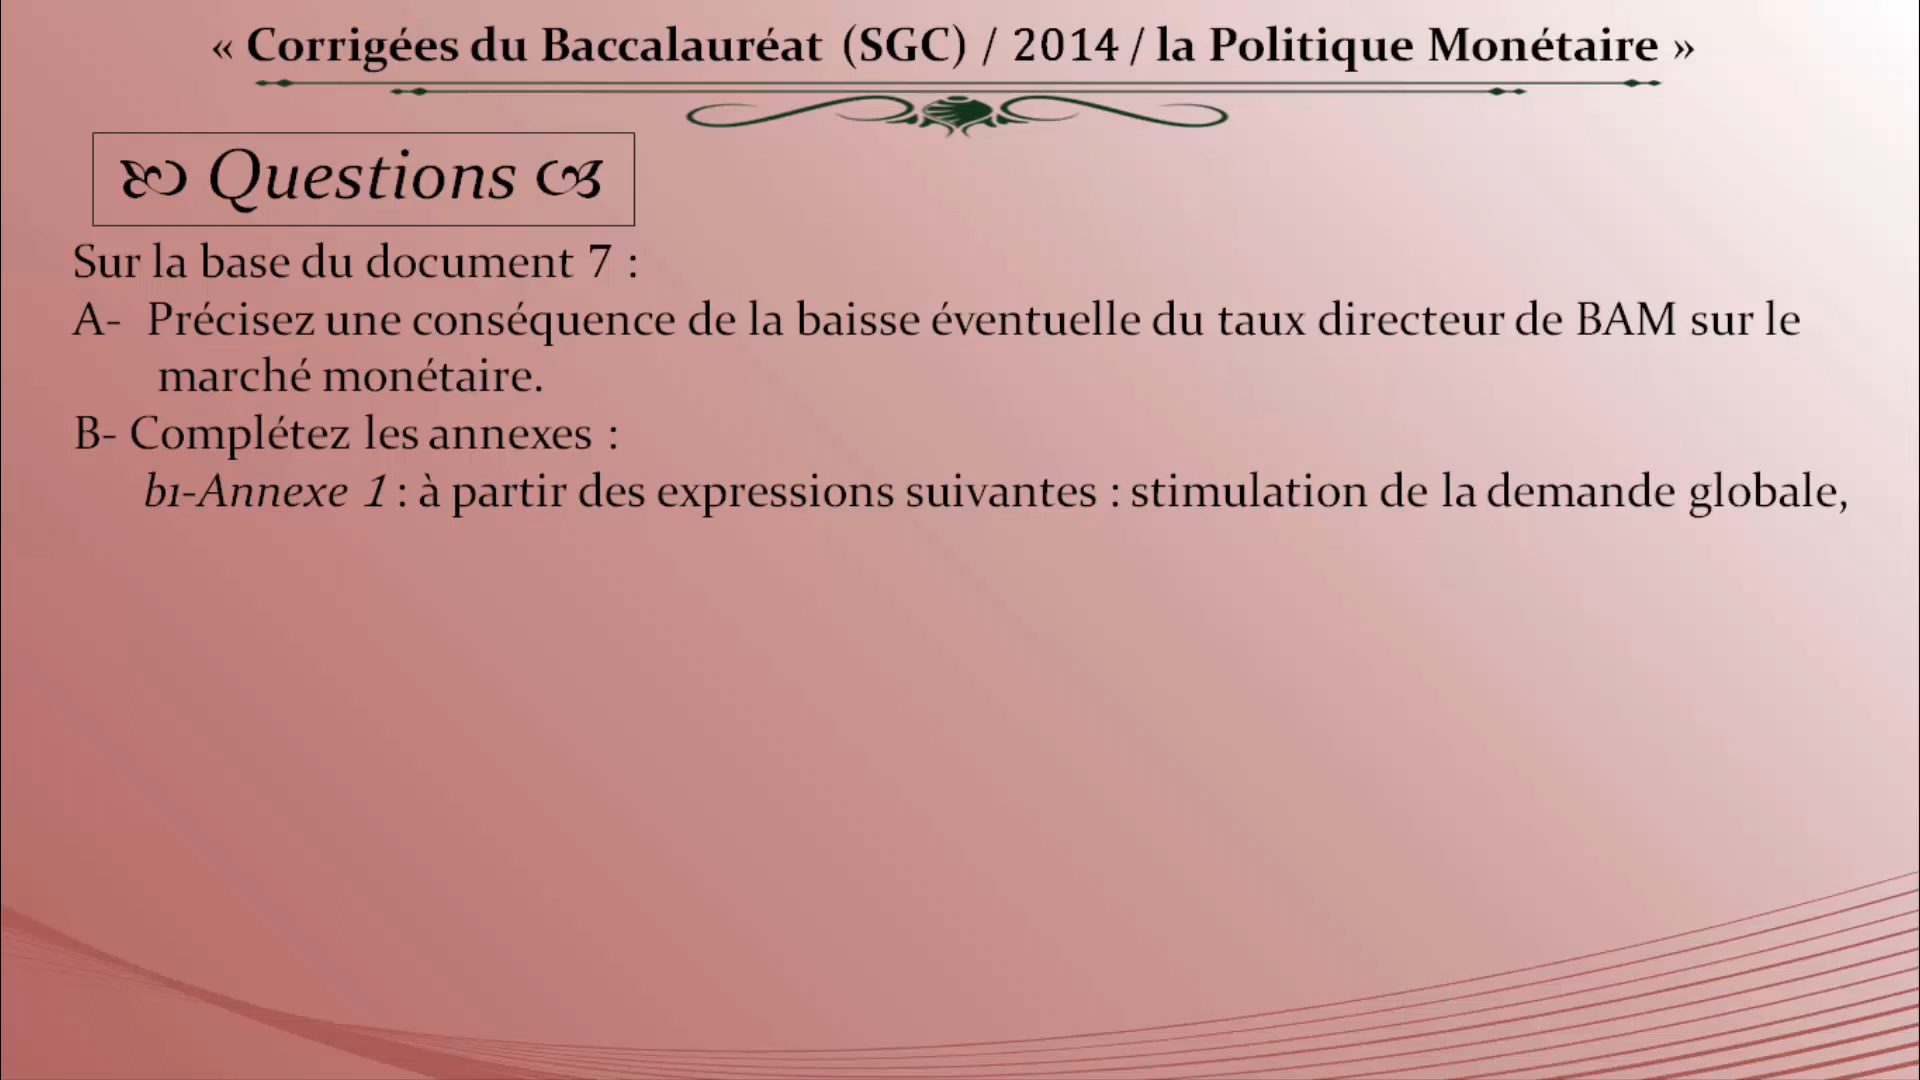 « Corrigées du Baccalauréat (SGC) / 2014 / la Politique Monétaire »
Questions
Sur la base du document 7 :
A- Précisez une conséquence de la baisse éventuelle du taux directeur de BAM sur le
marché monétaire.
B- Complétez les annexes :
b1-Annexe 1 : à partir des expressions suivantes : stimulation de la demande globale,